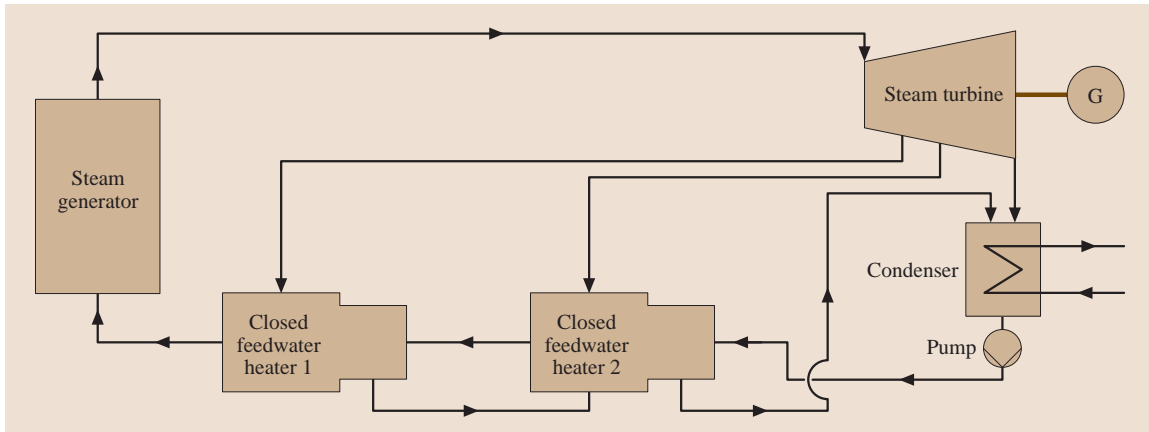 Steam turbine
G
Steam
generator
Condenser
Closed
feedwater
heater 1
Closed
feedwater
heater 2
Pump